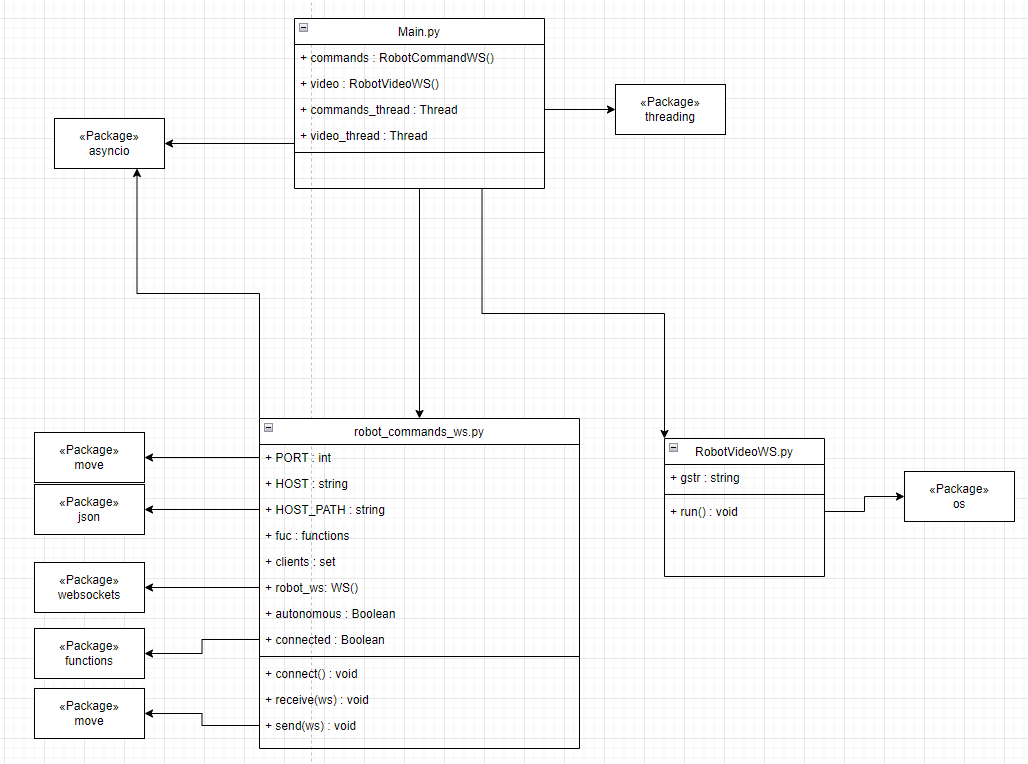 Main.py
+ commands : RobotCommandWS()
+ video : RobotVideoWS()
+ commands_thread : Thread
+ video_thread : Thread
«Package»
threading
«Package»
asyncio
robot_commands_ws.py
+ PORT : int
+ HOST : string
+ HOST_PATH : string
+ fuc : functions
+ clients : set
+ robot_ws: WS()
+ autonomous : Boolean
+ connected : Boolean
+ connect() : void
+ receive(ws) : void
+ send(ws) : void
«Package»
move
«Package»
json
«Package»
websockets
«Package»
functions
«Package»
move
RobotVideoWS.py
+ gstr : string
+ run() : void
«Package»
os